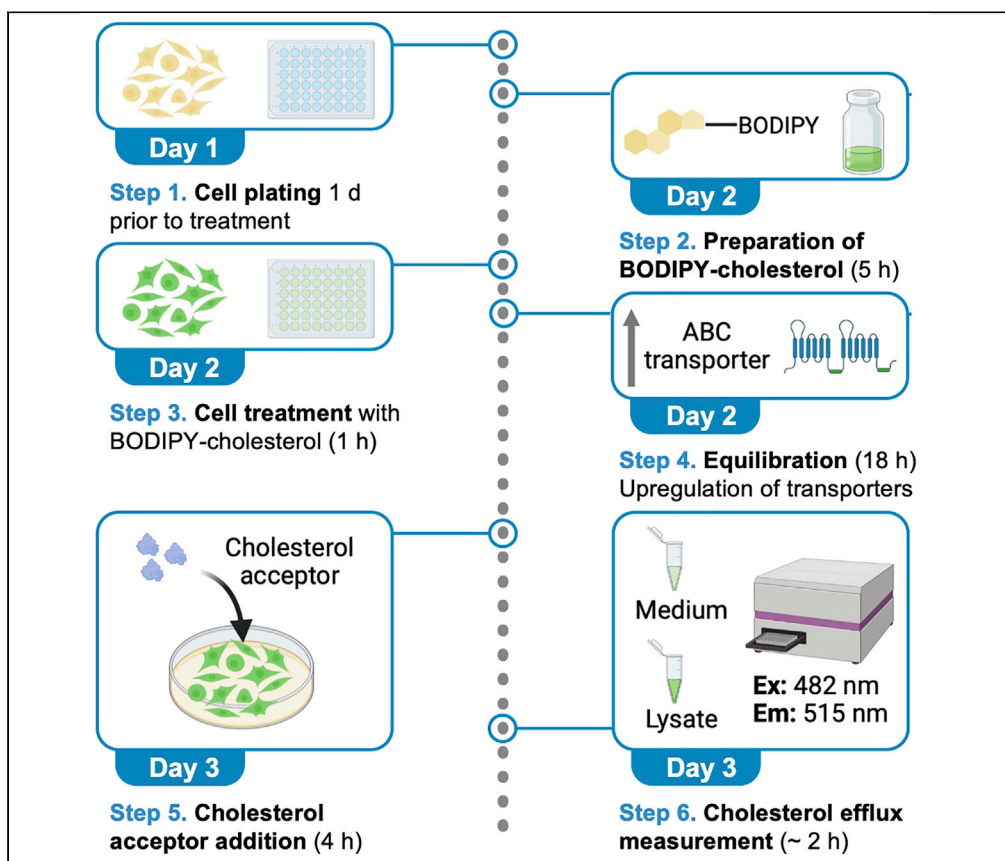 Day 1
Step 1. Cell plating 1 d
prior to treatment
BODIPY
Day 2
Step 2. Preparation of
BODIPY-cholesterol (5 h)
Day 2
Step 3. Cell treatment with
BODIPY-cholesterol (1 h)
ABC
transporter
Day 2
Step 4. Equilibration (18 h)
Upregulation of transporters
Cholesterol
acceptor
Day 3
Step 5. Cholesterol
acceptor addition (4 h)
Medium
Lysate
Ex: 482 nm
Em: 515 nm
Day 3
Step 6. Cholesterol efflux
measurement (~ 2 h)